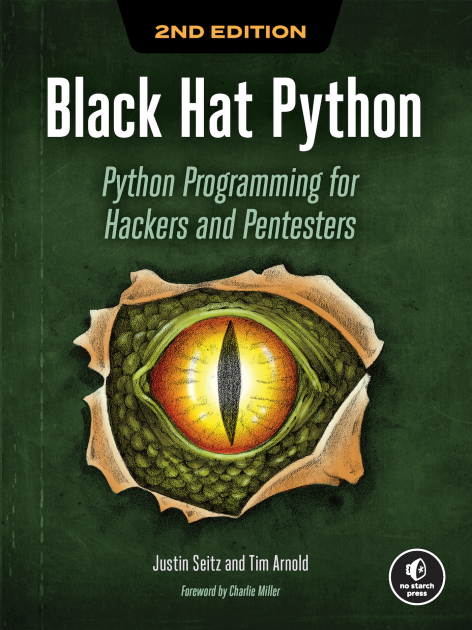 2ND EDITION
Black Hat Python
Python Programming for
Hackers and Pentesters
Justin Seitz and Tim Arnold
Foreword by Charlie Miller
no starch
press